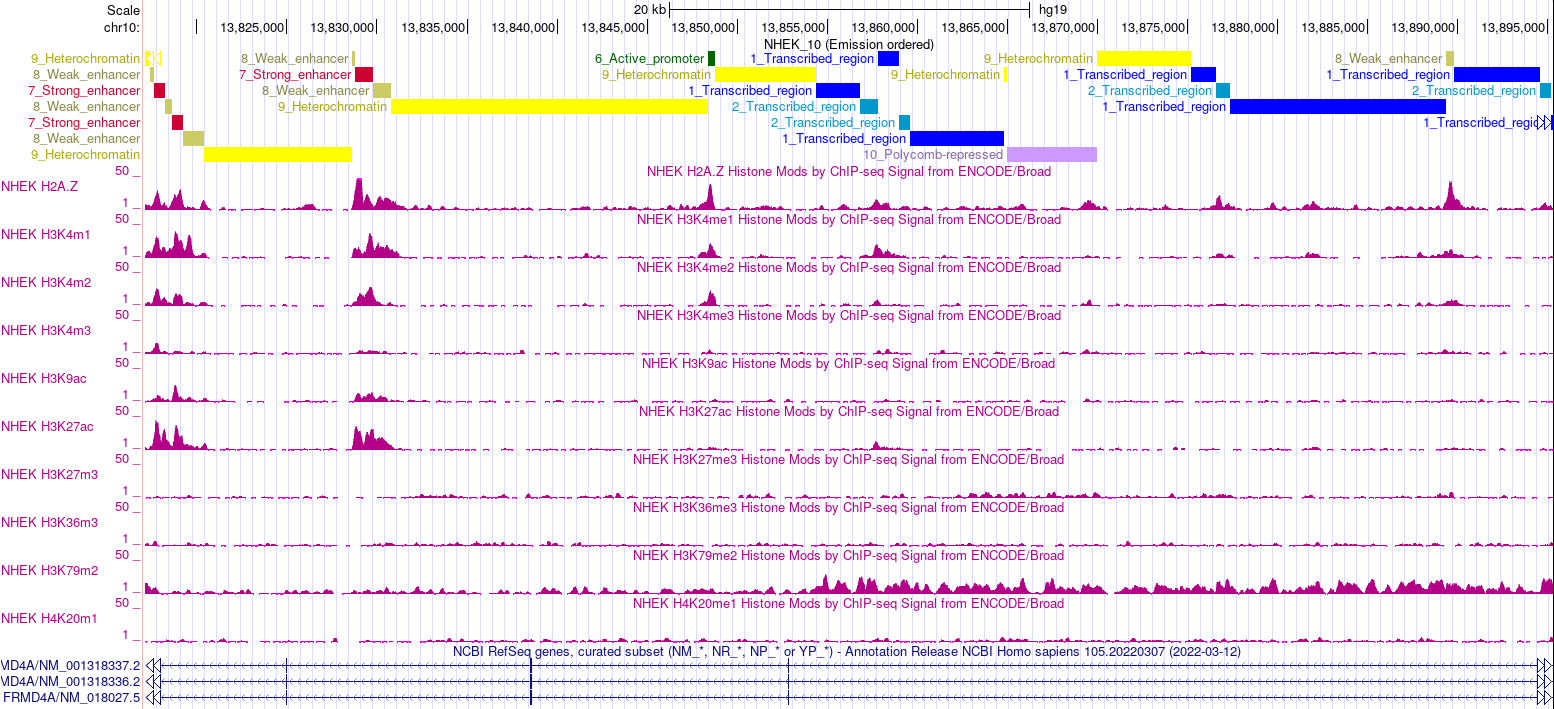 Scale 20 kb hg19
chr10: 13,825,000 13,830,000 13,835,000 13,840,000 13,845,000 13,850,000 13,855,000 13,860,000 13,865,000 13,870,000 13,875,000 13,880,000 13,885,000 13,890,000 13,895,000
NHEK_10 (Emission ordered)
9_Heterochromatin 8_Weak_enhancer 6_Active_promoter 1_Transcribed_region 9_Heterochromatin 8_Weak_enhancer
8_Weak_enhancer 7_Strong_enhancer 9_Heterochromatin 9_Heterochromatin 1_Transcribed_region 1_Transcribed_region
7_Strong_enhancer 8_Weak_enhancer 1_Transcribed_region 2_Transcribed_region 2_Transcribed_region
8_Weak_enhancer 9_Heterochromatin 2_Transcribed_region 1_Transcribed_region
7_Strong_enhancer 2_Transcribed_region 1_Transcribed_regic
8_Weak_enhancer 1_Transcribed_region
9_Heterochromatin 10_Polycomb-repressed
50 _ NHEK H2A.Z Histone Mods by ChIP-seq Signal from ENCODE/Broad
NHEK H2A.Z
1 _
50 _ NHEK H3K4me1 Histone Mods by ChIP-seq Signal from ENCODE/Broad
NHEK H3K4m1
1 _
50 _ NHEK H3K4me2 Histone Mods by ChIP-seq Signal from ENCODE/Broad
NHEK H3K4m2
1 _
50 _ NHEK H3K4me3 Histone Mods by ChIP-seq Signal from ENCODE/Broad
NHEK H3K4m3
1 _
50 _ NHEK H3K9ac Histone Mods by ChIP-seq Signal from ENCODE/Broad
NHEK H3K9ac
1 _
50 _ NHEK H3K27ac Histone Mods by ChIP-seq Signal from ENCODE/Broad
NHEK H3K27ac
1 _
50 _ NHEK H3K27me3 Histone Mods by ChIP-seq Signal from ENCODE/Broad
NHEK H3K27m3
1 _
50 _ NHEK H3K36me3 Histone Mods by ChIP-seq Signal from ENCODE/Broad
NHEK H3K36m3
1 _
50 _ NHEK H3K79me2 Histone Mods by ChIP-seq Signal from ENCODE/Broad
NHEK H3K79m2
1 _
50 _ NHEK H4K20me1 Histone Mods by ChIP-seq Signal from ENCODE/Broad
NHEK H4K20m1
1 _
NCBI RefSeq genes, curated subset (NM_*, NR_*, NP_* or YP_*) - Annotation Release NCBI Homo sapiens 105.20220307 (2022-03-12)
MD4A/NM_001318337.2
MD4A/NM_001318336.2
FRMD4A/NM_018027.5